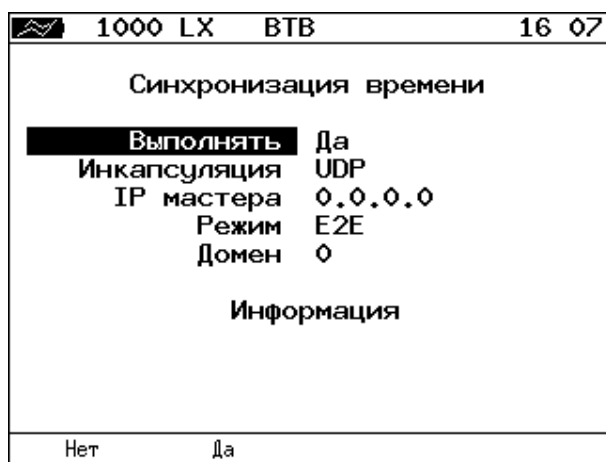 1000 LX BTB 16 07
Синхронизация времени
Выполнять Да
Инкапсуляция UDP
IP мастера 0.0.0.0
Режим E2E
Домен 0
Информация
Нет Да